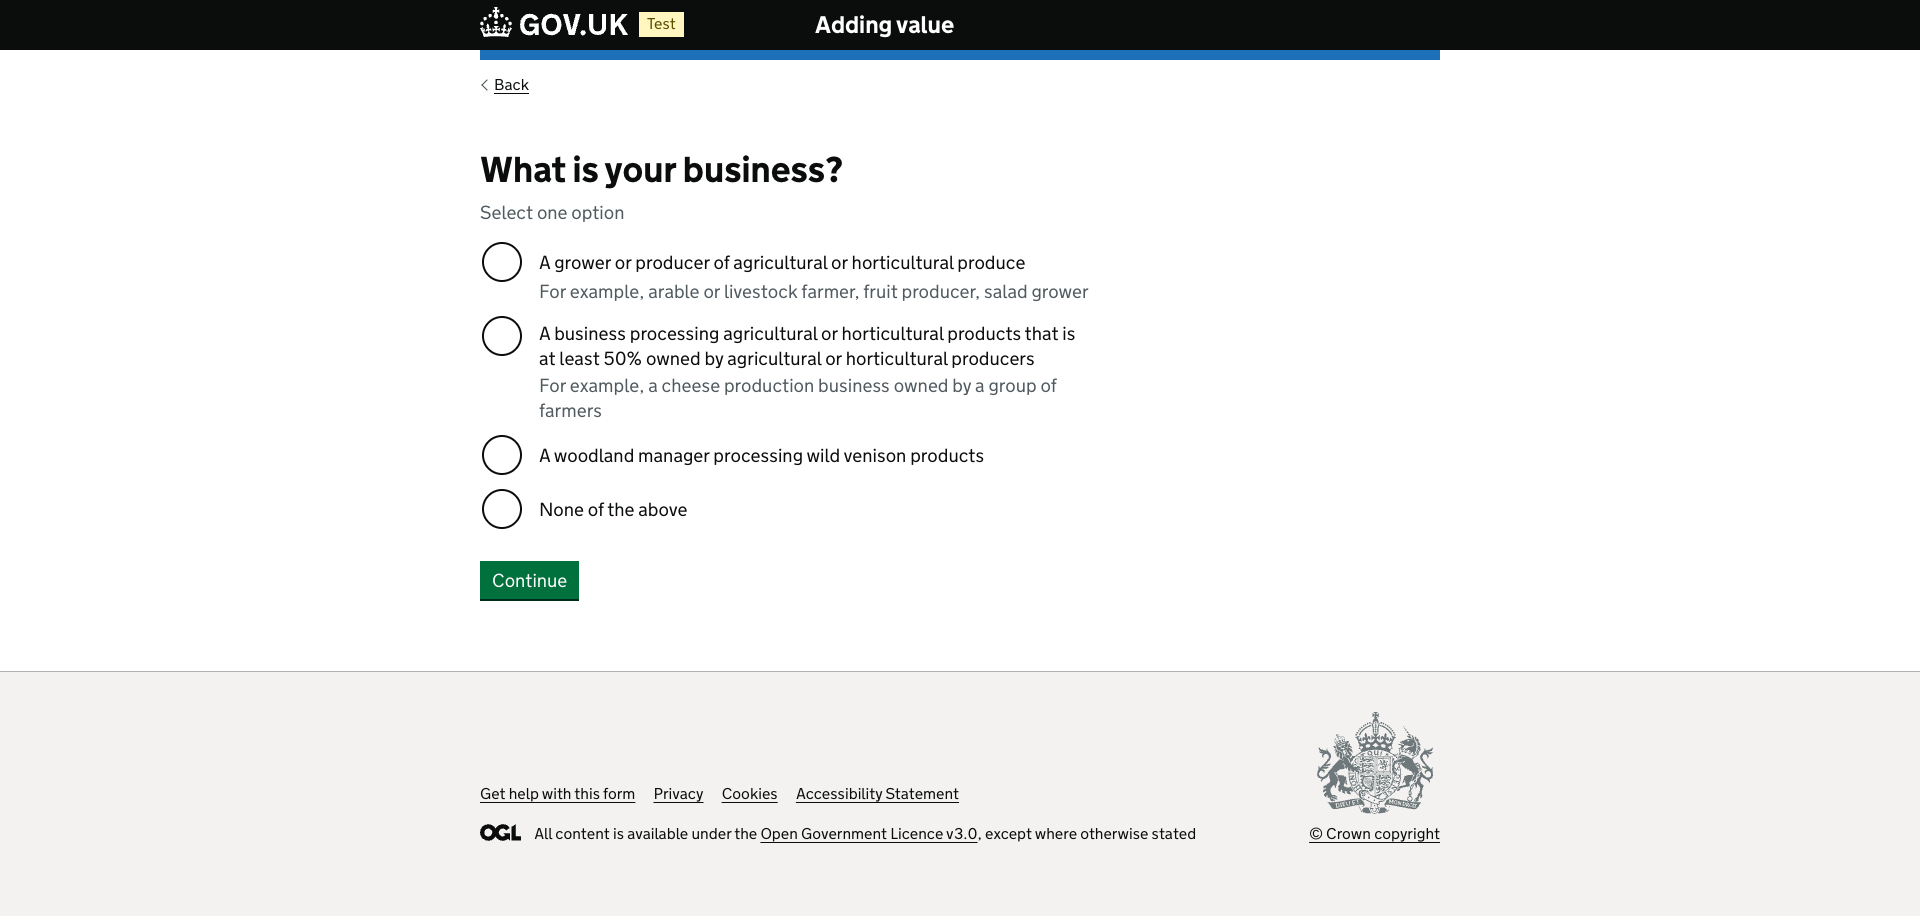 GOV.UK Test Adding value
Back
What is your business?
Select one option
A grower or producer of agricultural or horticultural produce
For example, arable or livestock farmer, fruit producer, salad grower
A business processing agricultural or horticultural products that is
at least 50% owned by agricultural or horticultural producers
For example, a cheese production business owned by a group of
farmers
A woodland manager processing wild venison products
None of the above
Continue
Get help with this form Privacy Cookies Accessibility Statement
OGL All content is available under the Open Government Licence v3.0, except where otherwise stated
© Crown copyright